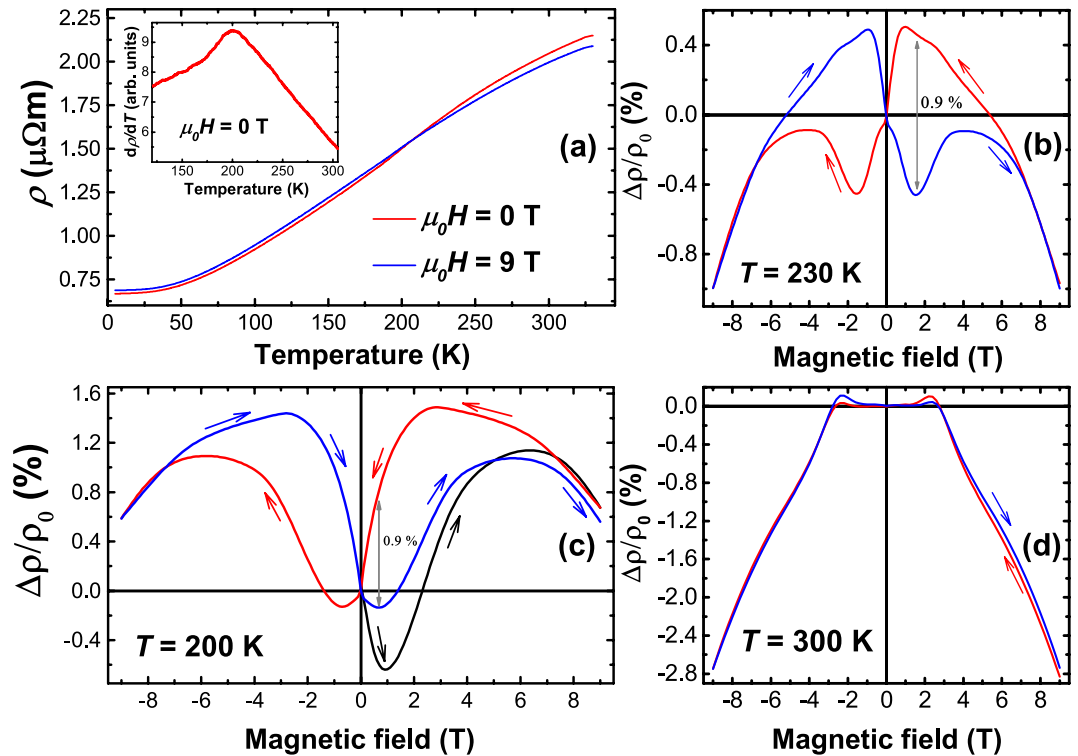 2.25
2.00
1.75
1.50
1.25
1.00
0.75
ρ (μΩm)
0 50 100 150 200 250 300
Temperature (K)
9
8
7
6
dρ/dT (arb. units)
μ₀H = 0 T
150 200 250 300
Temperature (K)
(a)
μ₀H = 0 T
μ₀H = 9 T
0.4
0.0
-0.4
-0.8
Δρ/ρ₀ (%)
0.9 %
(b)
T = 230 K
-8 -6 -4 -2 0 2 4 6 8
Magnetic field (T)
1.6
1.2
0.8
0.4
0.0
-0.4
Δρ/ρ₀ (%)
0.9 %
(c)
T = 200 K
-8 -6 -4 -2 0 2 4 6 8
Magnetic field (T)
0.0
-0.4
-0.8
-1.2
-1.6
-2.0
-2.4
-2.8
Δρ/ρ₀ (%)
(d)
T = 300 K
-8 -6 -4 -2 0 2 4 6 8
Magnetic field (T)